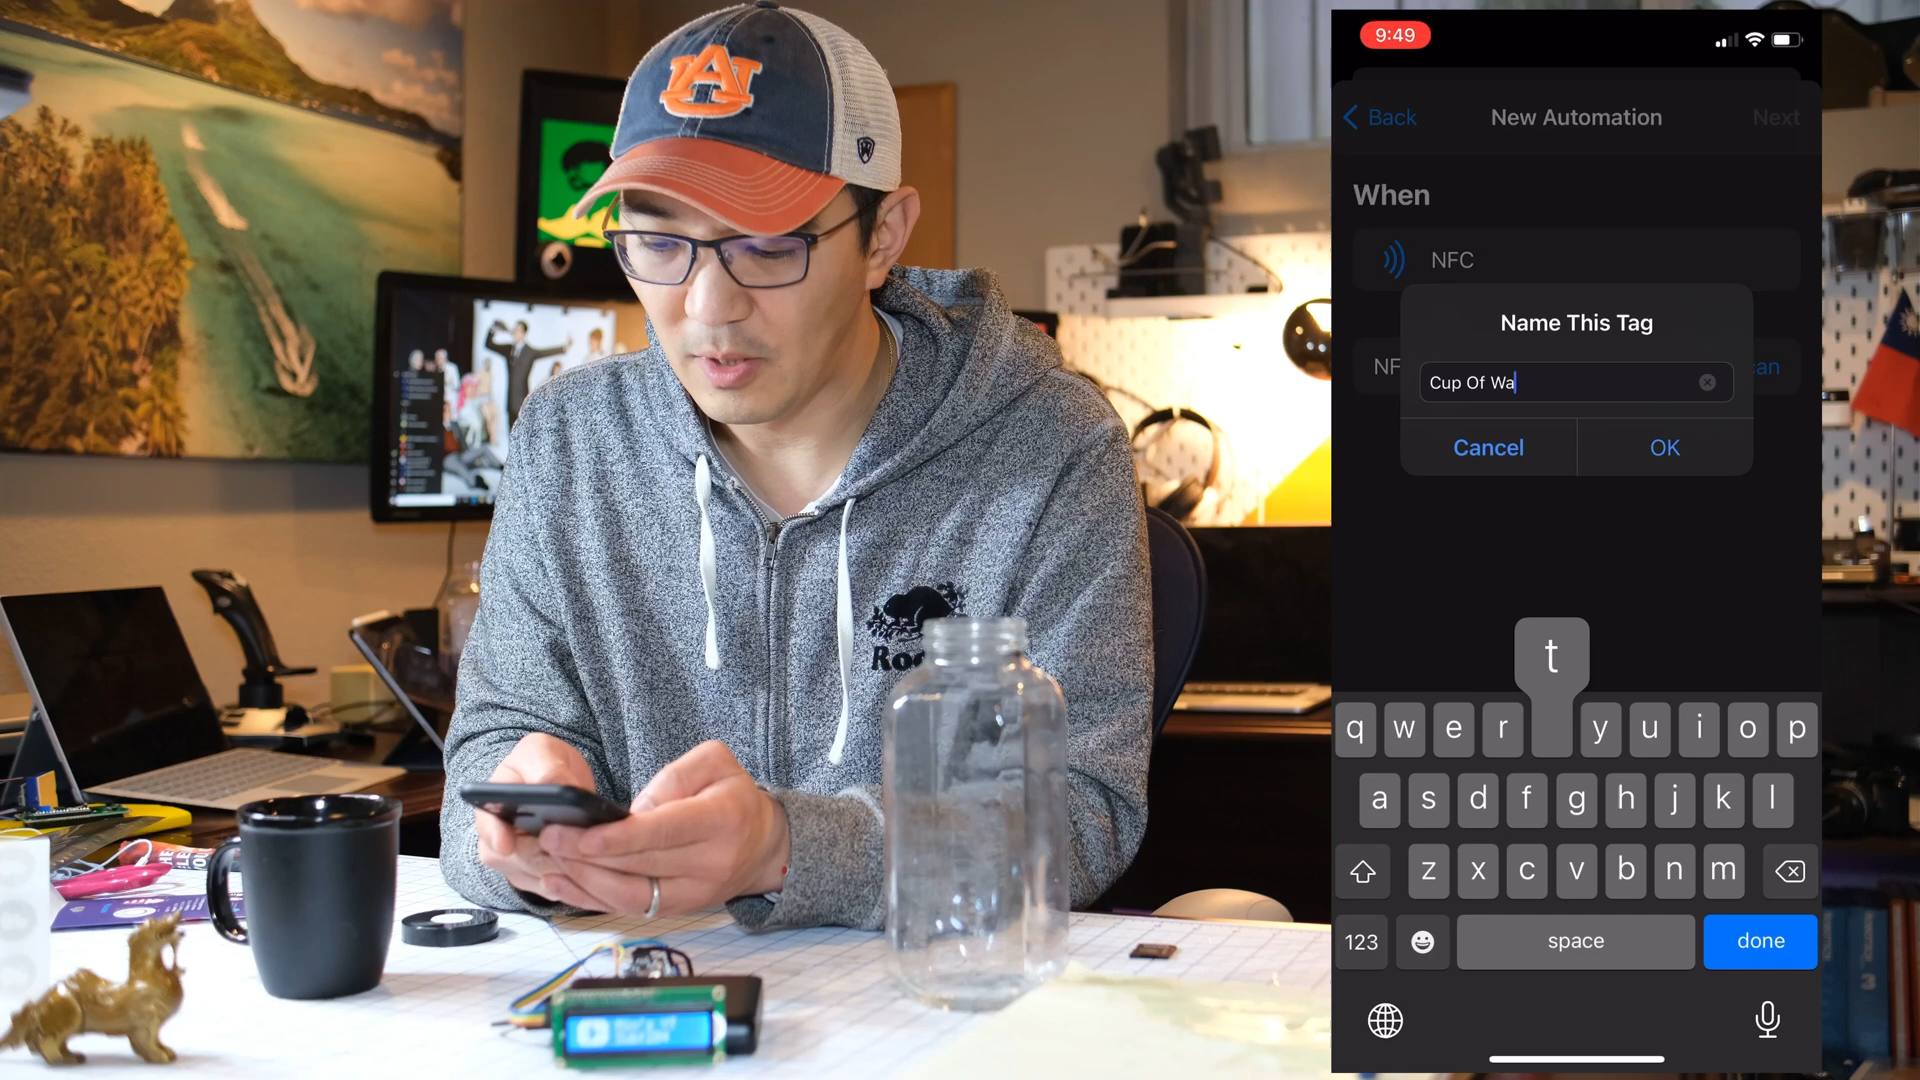 9:49
Back
New Automation
Next
When
NFC
Name This Tag
NF
an
Cup Of Wa
Cancel
OK
t
q w e r y u i o p
a s d f g h j k l
z x c v b n m
123
space
done
AU
Roo